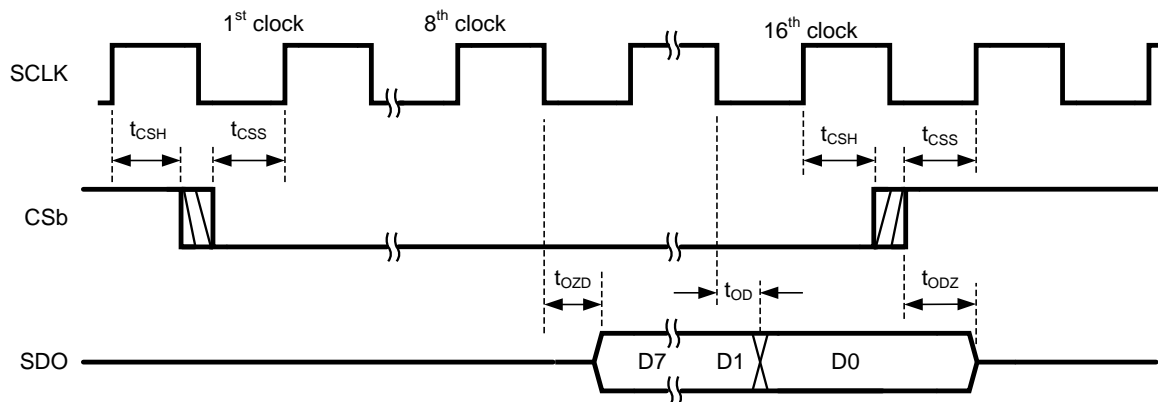 1st clock 8th clock 16th clock
SCLK
tCSH tCSS tCSH tCSS
CSb
tOZD tOD tODZ
SDO D7 D1 D0